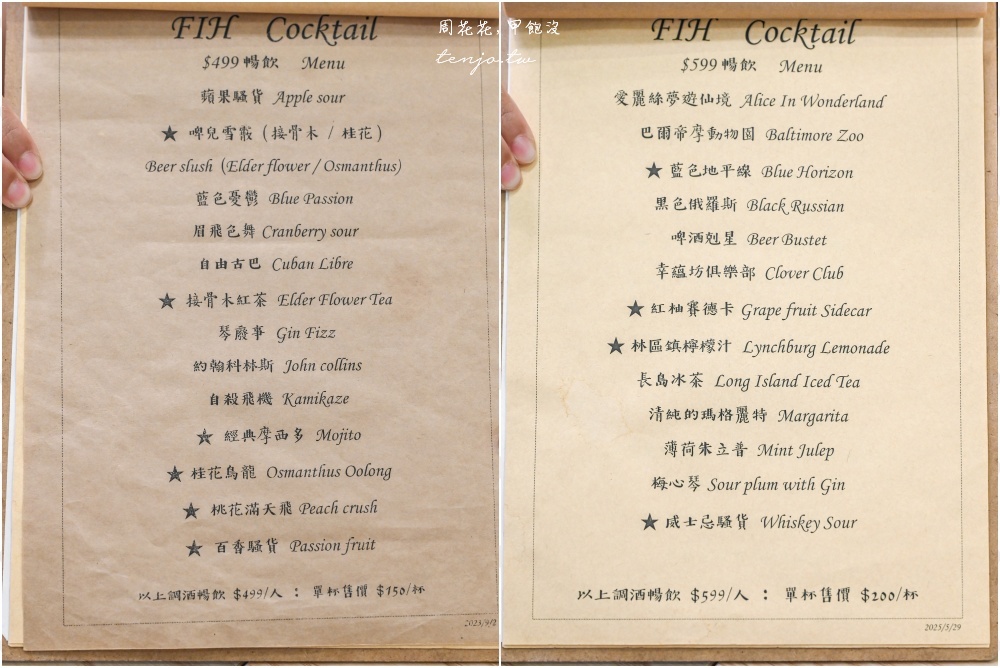 周花花，甲飽沒
tenjo.tw
FIH Cocktail
$499 暢飲 Menu
蘋果騷貨 Apple sour
★ 啤兒雪澂 (接骨木 / 桂花)
Beer slush (Elder flower / Osmanthus)
藍色憂鬱 Blue Passion
眉飛色舞 Cranberry sour
自由古巴 Cuban Libre
★ 接骨木紅茶 Elder Flower Tea
琴廢事 Gin Fizz
約翰科林斯 John collins
自殺飛機 Kamikaze
★ 經典摩西多 Mojito
★ 桂花烏龍 Osmanthus Oolong
★ 桃花滿天飛 Peach crush
★ 百香騷貨 Passion fruit
以上調酒暢飲 $499/人 : 單杯售價 $150/杯
2025/9/2
FIH Cocktail
$599 暢飲 Menu
愛麗絲夢遊仙境 Alice In Wonderland
巴爾帝摩動物園 Baltimore Zoo
★ 藍色地平線 Blue Horizon
黑色俄羅斯 Black Russian
啤酒剋星 Beer Bustet
幸蘊坊俱樂部 Clover Club
★ 紅柚賽德卡 Grape fruit Sidecar
★ 林區鎮檸檬汁 Lynchburg Lemonade
長島冰茶 Long Island Iced Tea
清純的瑪格麗特 Margarita
薄荷朱立普 Mint Julep
梅心琴 Sour plum with Gin
★ 威士忌騷貨 Whiskey Sour
以上調酒暢飲 $599/人 : 單杯售價 $200/杯
2025/5/29